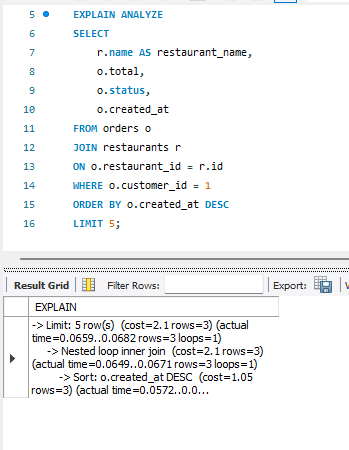 5 EXPLAIN ANALYZE
6 SELECT
7 r.name AS restaurant_name,
8 o.total,
9 o.status,
10 o.created_at
11 FROM orders o
12 JOIN restaurants r
13 ON o.restaurant_id = r.id
14 WHERE o.customer_id = 1
15 ORDER BY o.created_at DESC
16 LIMIT 5;
Result Grid Filter Rows: Export: W
EXPLAIN
-> Limit: 5 row(s) (cost=2.1 rows=3) (actual
time=0.0659..0.0682 rows=3 loops=1)
-> Nested loop inner join (cost=2.1 rows=3)
(actual time=0.0649..0.0671 rows=3 loops=1)
-> Sort: o.created_at DESC (cost=1.05
rows=3) (actual time=0.0572..0.0...